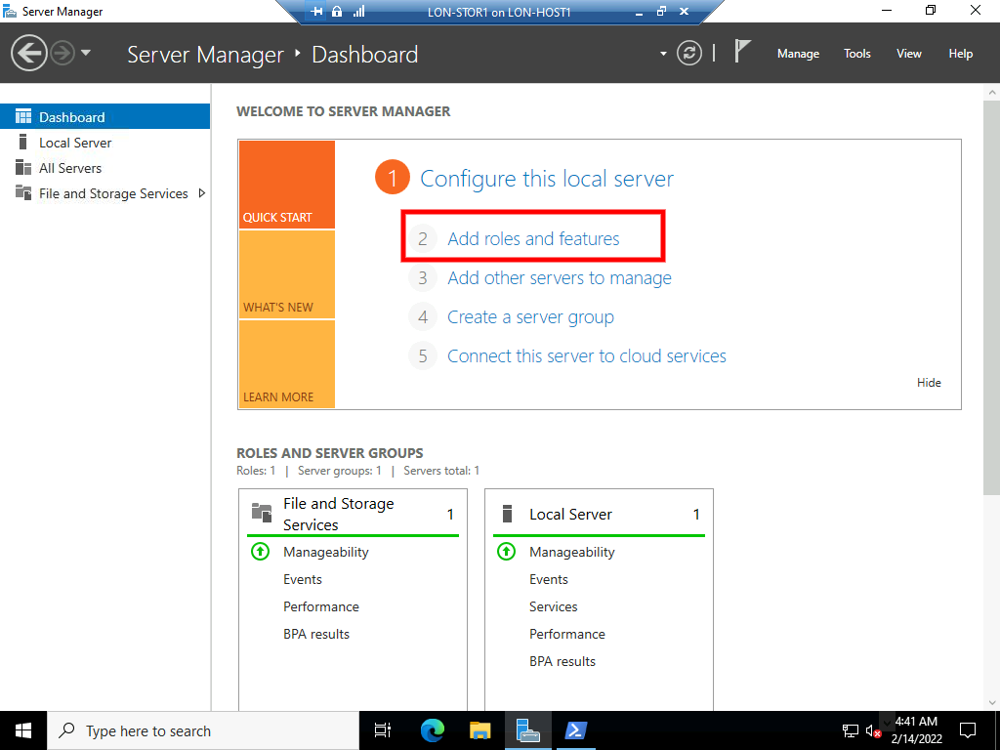 Server Manager
LON-STOR1 on LON-HOST1
Server Manager
Dashboard
Manage
Tools
View
Help
Dashboard
Local Server
All Servers
File and Storage Services
WELCOME TO SERVER MANAGER
QUICK START
WHAT'S NEW
LEARN MORE
1 Configure this local server
2 Add roles and features
3 Add other servers to manage
4 Create a server group
5 Connect this server to cloud services
Hide
ROLES AND SERVER GROUPS
Roles: 1 | Server groups: 1 | Servers total: 1
File and Storage
Services
1
Manageability
Events
Performance
BPA results
Local Server 1
Manageability
Events
Services
Performance
BPA results
Type here to search
4:41 AM
2/14/2022